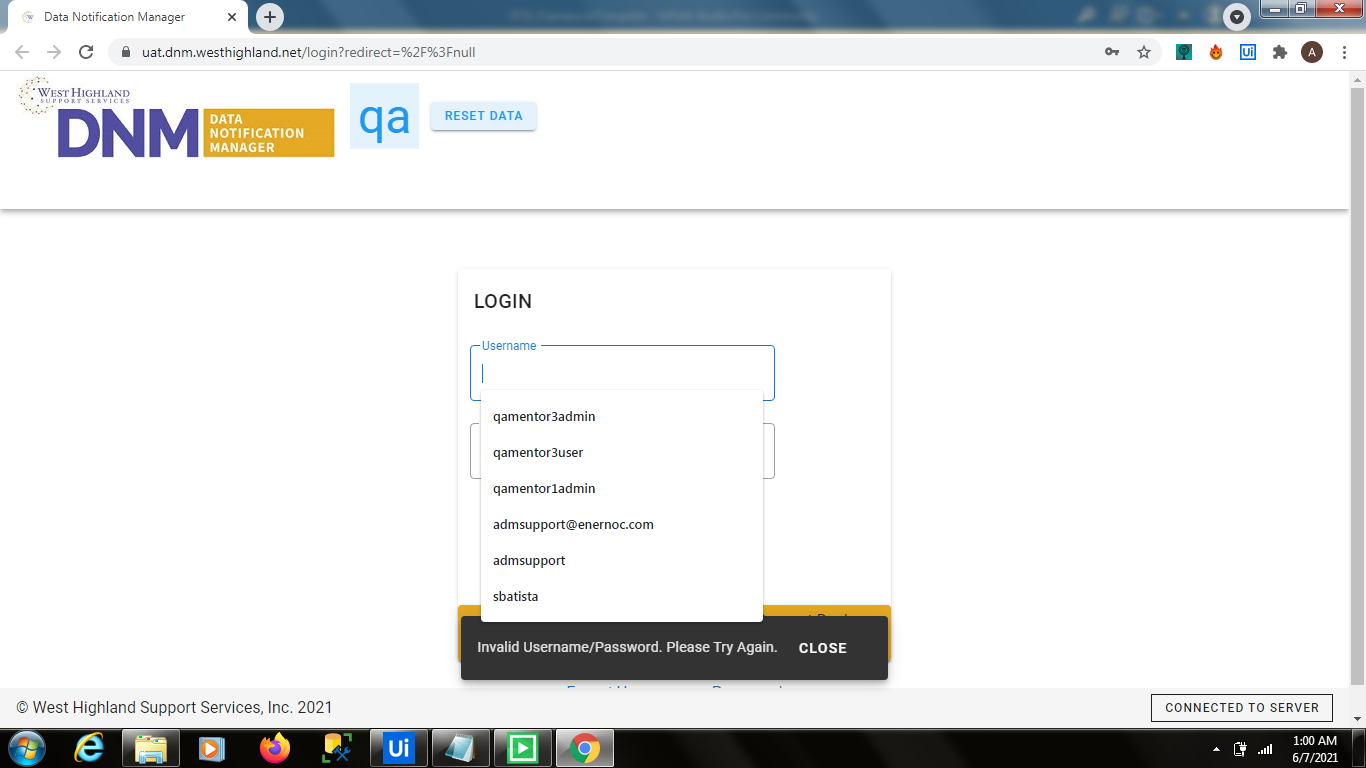 Data Notification Manager
uat.dnm.westhighland.net/login?redirect=%2F%3Fnull
Ui
A
WEST HIGHLAND
SUPPORT SERVICES
DNM
DATA
NOTIFICATION
MANAGER
qa
RESET DATA
LOGIN
Username
qamentor3admin
qamentor3user
qamentor1admin
admsupport@enernoc.com
admsupport
sbatista
Invalid Username/Password. Please Try Again.
CLOSE
© West Highland Support Services, Inc. 2021
CONNECTED TO SERVER
Ui
1:00 AM
6/7/2021